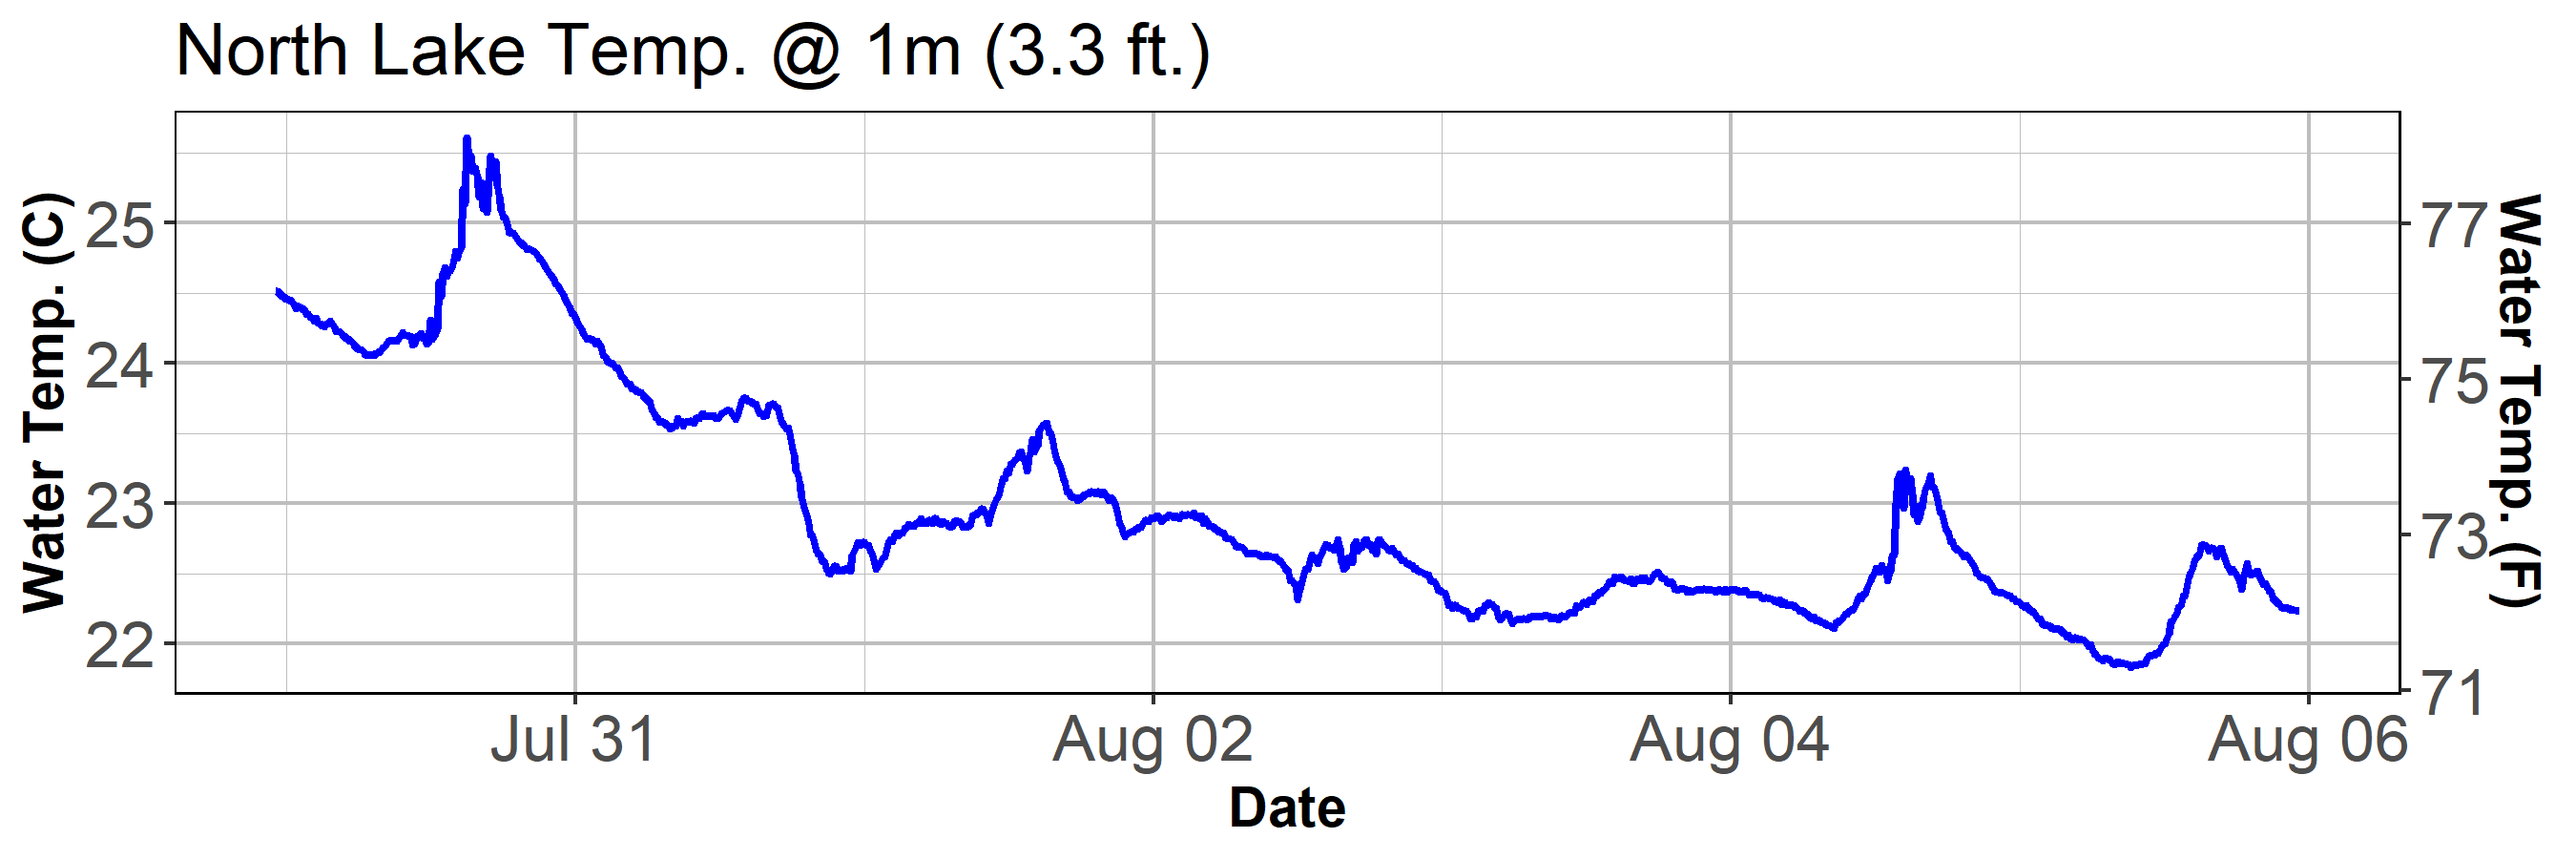 North Lake Temp. @ 1m (3.3 ft.)
Water Temp. (C)
25
24
23
22
77
75
73
71
Water Temp. (F)
Jul 31
Aug 02
Aug 04
Aug 06
Date